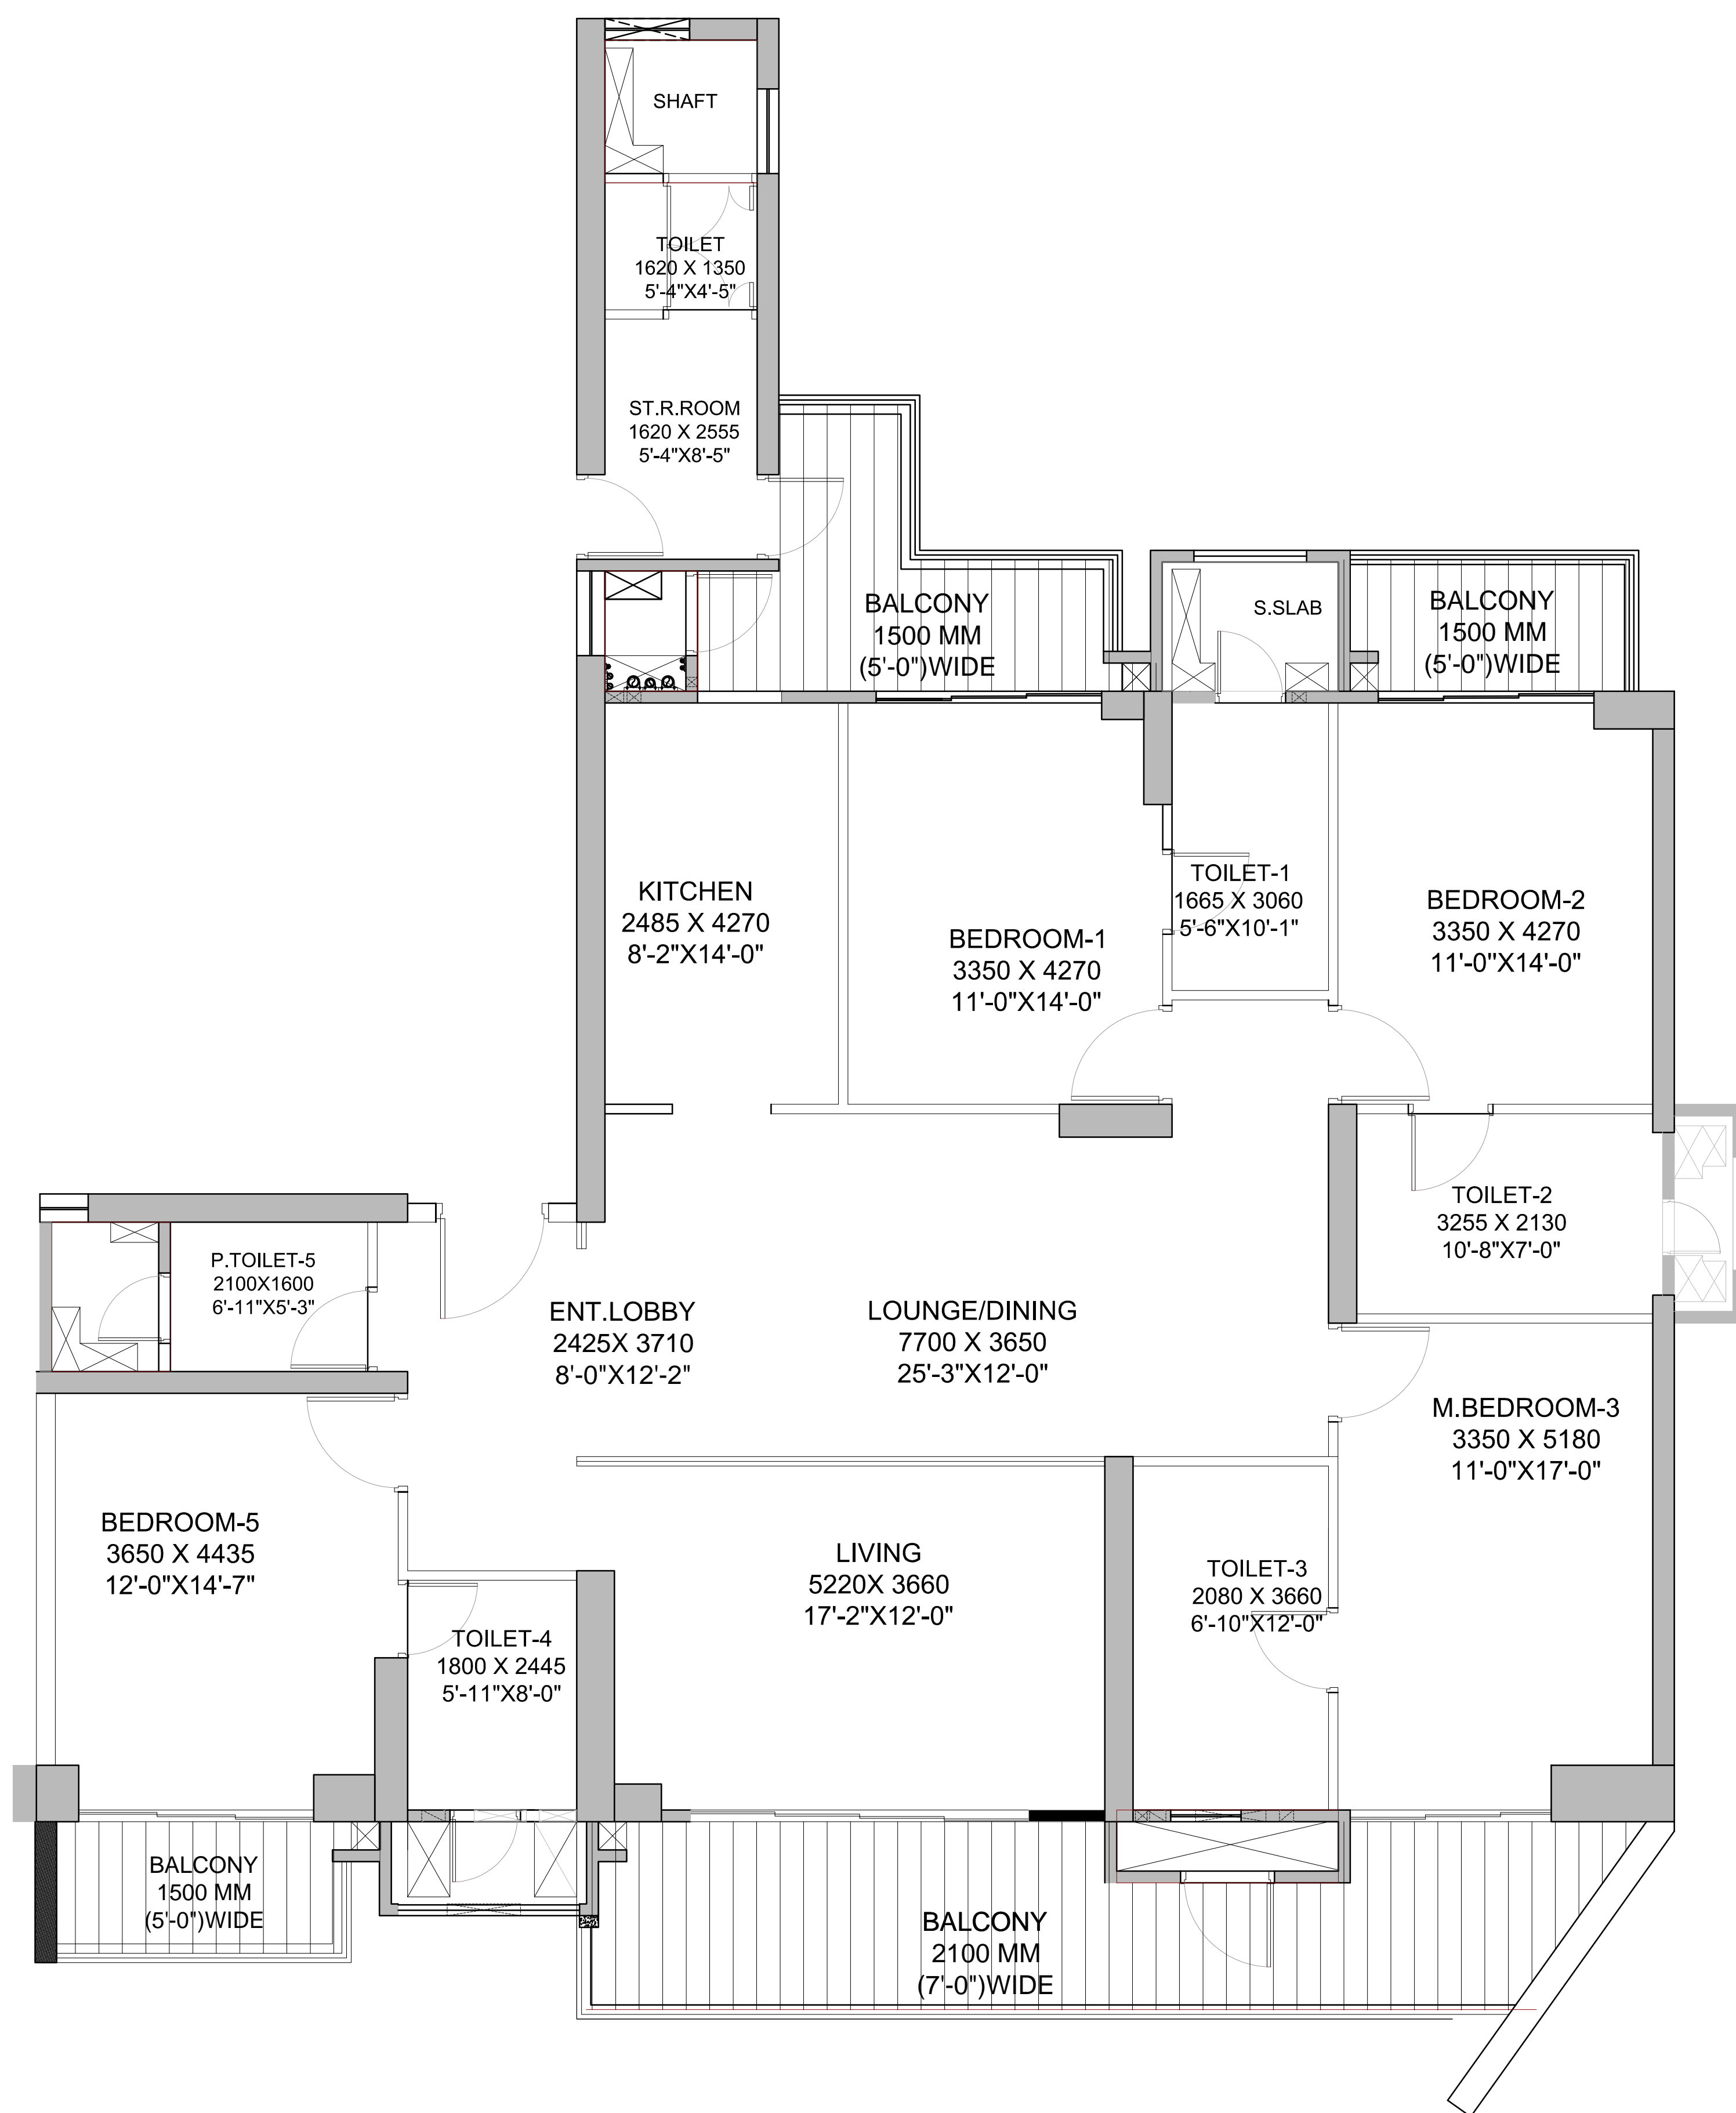 SHAFT
TOILET
1620 X 1350
5'-4"X4'-5"
ST.R.ROOM
1620 X 2555
5'-4"X8'-5"
BALCONY
1500 MM
(5'-0")WIDE
S.SLAB
BALCONY
1500 MM
(5'-0")WIDE
KITCHEN
2485 X 4270
8'-2"X14'-0"
BEDROOM-1
3350 X 4270
11'-0"X14'-0"
TOILET-1
1665 X 3060
5'-6"X10'-1"
BEDROOM-2
3350 X 4270
11'-0"X14'-0"
P.TOILET-5
2100X1600
6'-11"X5'-3"
ENT.LOBBY
2425X 3710
8'-0"X12'-2"
LOUNGE/DINING
7700 X 3650
25'-3"X12'-0"
TOILET-2
3255 X 2130
10'-8"X7'-0"
M.BEDROOM-3
3350 X 5180
11'-0"X17'-0"
BEDROOM-5
3650 X 4435
12'-0"X14'-7"
TOILET-4
1800 X 2445
5'-11"X8'-0"
LIVING
5220X 3660
17'-2"X12'-0"
TOILET-3
2080 X 3660
6'-10"X12'-0"
BALCONY
1500 MM
(5'-0")WIDE
BALCONY
2100 MM
(7'-0")WIDE